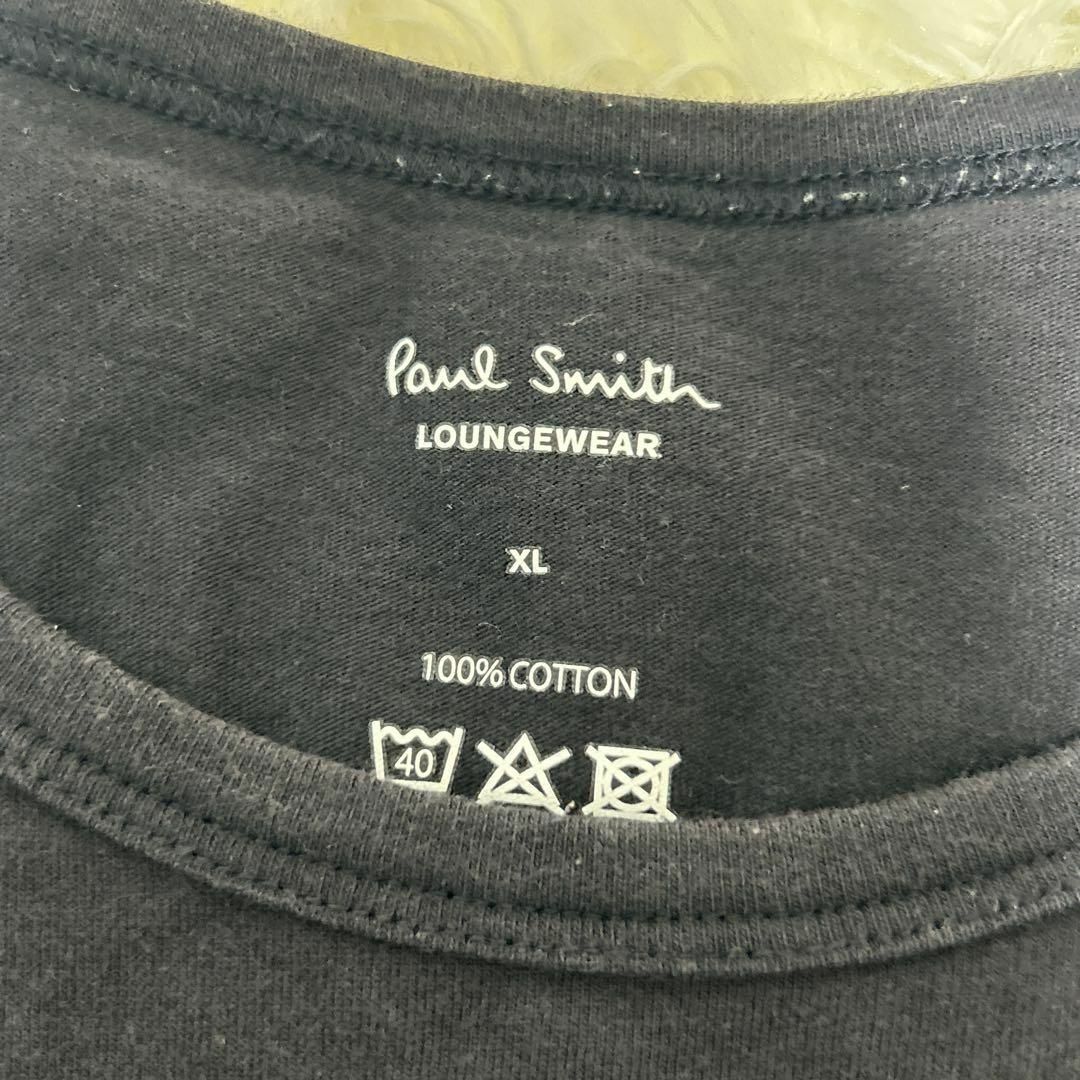 Paul Smith
LOUNGEWEAR
XL
100% COTTON
40